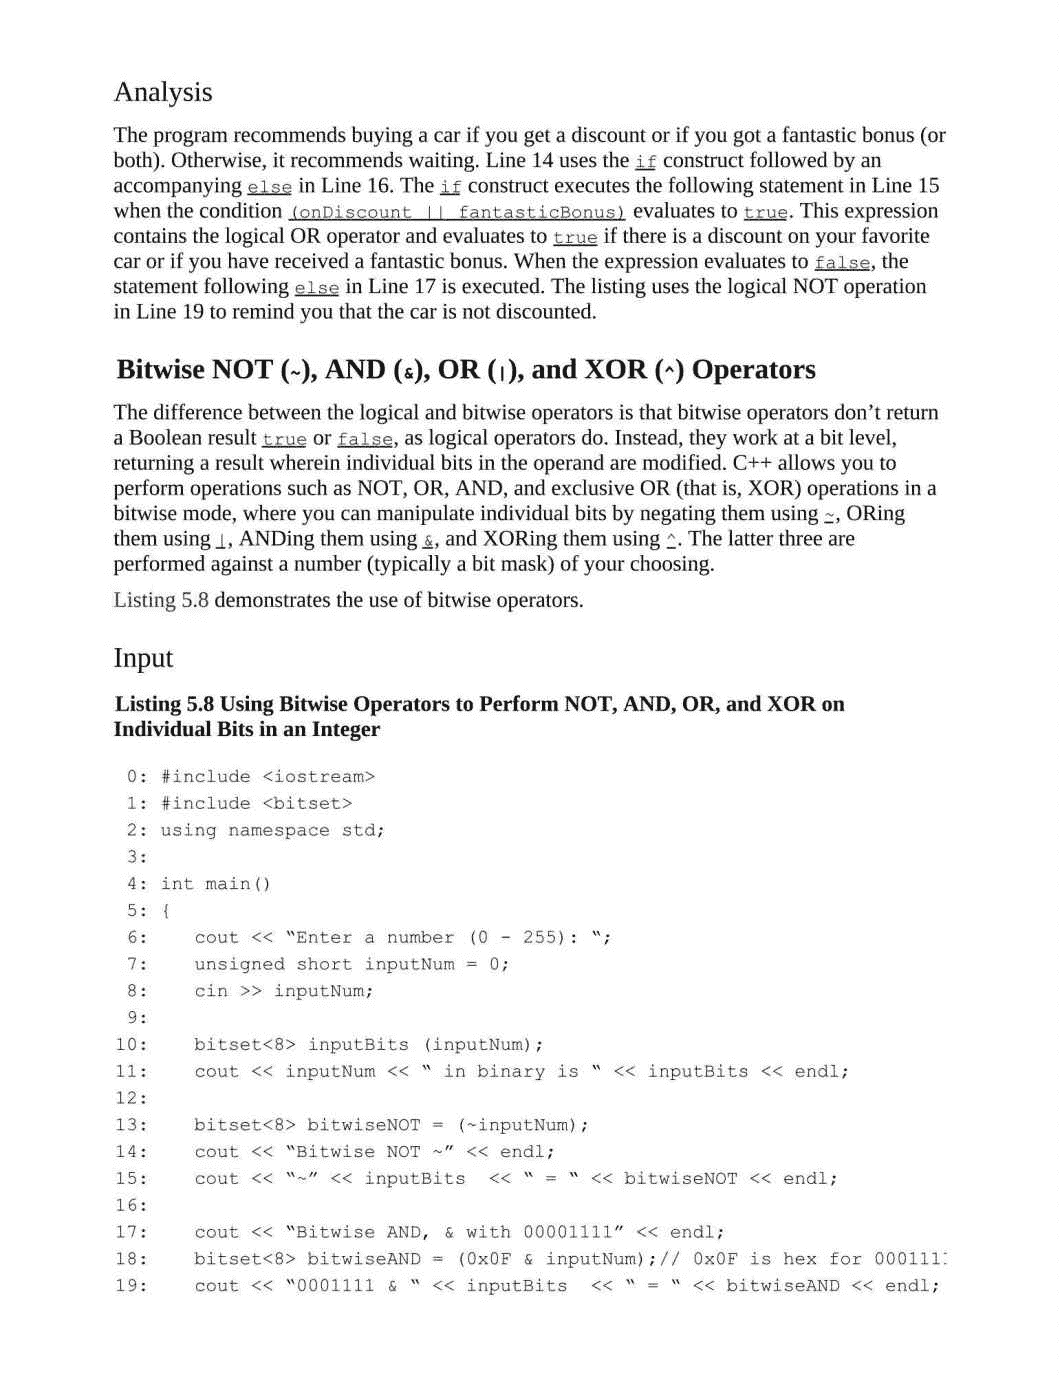 Analysis
The program recommends buying a car if you get a discount or if you got a fantastic bonus (or
both). Otherwise, it recommends waiting. Line 14 uses the if construct followed by an
accompanying else in Line 16. The if construct executes the following statement in Line 15
when the condition (onDiscount || fantasticBonus) evaluates to true. This expression
contains the logical OR operator and evaluates to true if there is a discount on your favorite
car or if you have received a fantastic bonus. When the expression evaluates to false, the
statement following else in Line 17 is executed. The listing uses the logical NOT operation
in Line 19 to remind you that the car is not discounted.
Bitwise NOT (~), AND (&), OR (|), and XOR (^) Operators
The difference between the logical and bitwise operators is that bitwise operators don’t return
a Boolean result true or false, as logical operators do. Instead, they work at a bit level,
returning a result wherein individual bits in the operand are modified. C++ allows you to
perform operations such as NOT, OR, AND, and exclusive OR (that is, XOR) operations in a
bitwise mode, where you can manipulate individual bits by negating them using ~, ORing
them using |, ANDing them using &, and XORing them using ^. The latter three are
performed against a number (typically a bit mask) of your choosing.
Listing 5.8 demonstrates the use of bitwise operators.
Input
Listing 5.8 Using Bitwise Operators to Perform NOT, AND, OR, and XOR on
Individual Bits in an Integer
0: #include <iostream>
1: #include <bitset>
2: using namespace std;
3:
4: int main()
5: {
6:    cout << “Enter a number (0 - 255): “;
7:    unsigned short inputNum = 0;
8:    cin >> inputNum;
9:
10:    bitset<8> inputBits (inputNum);
11:    cout << inputNum << “ in binary is “ << inputBits << endl;
12:
13:    bitset<8> bitwiseNOT = (~inputNum);
14:    cout << “Bitwise NOT ~” << endl;
15:    cout << “~” << inputBits  << “ = “ << bitwiseNOT << endl;
16:
17:    cout << “Bitwise AND, & with 00001111” << endl;
18:    bitset<8> bitwiseAND = (0x0F & inputNum);// 0x0F is hex for 000111
19:    cout << “0001111 & “ << inputBits  << “ = “ << bitwiseAND << endl;